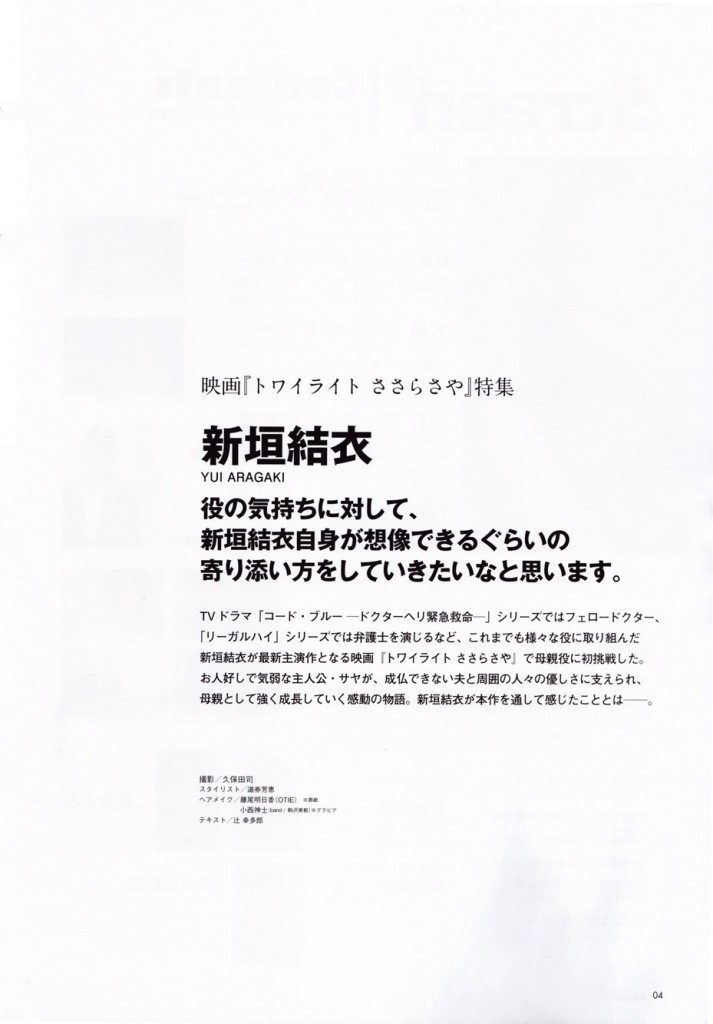 映画『トワイライト ささらさや』特集
新垣結衣
YUI ARAGAKI
役の気持ちに対して、
新垣結衣自身が想像できるぐらいの
寄り添い方をしていきたいなと思います。
TVドラマ「コード・ブルー ―ドクターヘリ緊急救命―」シリーズではフェロードクター、
「リーガルハイ」シリーズでは弁護士を演じるなど、これまでも様々な役に取り組んだ
新垣結衣が最新主演作となる映画『トワイライト ささらさや』で母親役に初挑戦した。
お人好しで気弱な主人公・サヤが、成仏できない夫と周囲の人々の優しさに支えられ、
母親として強く成長していく感動の物語。新垣結衣が本作を通して感じたこととは――。
撮影／久保田司
スタイリスト／道券芳恵
ヘアメイク／藤尾明日香(OTIE) ※表紙
小西神士(band / 駒沢美粧)※グラビア
テキスト／辻 幸多郎
04